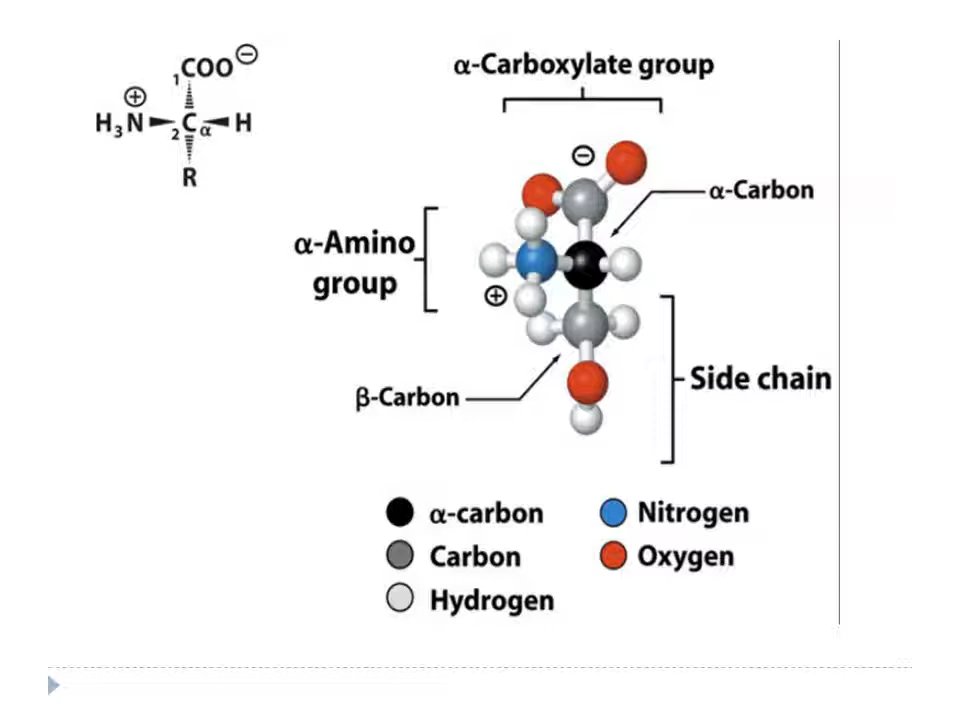 1COO⊖
⊕
H3N 2Cα H
R
α-Carboxylate group
⊖
α-Carbon
α-Amino
group
⊕
β-Carbon
Side chain
α-carbon
Nitrogen
Carbon
Oxygen
Hydrogen